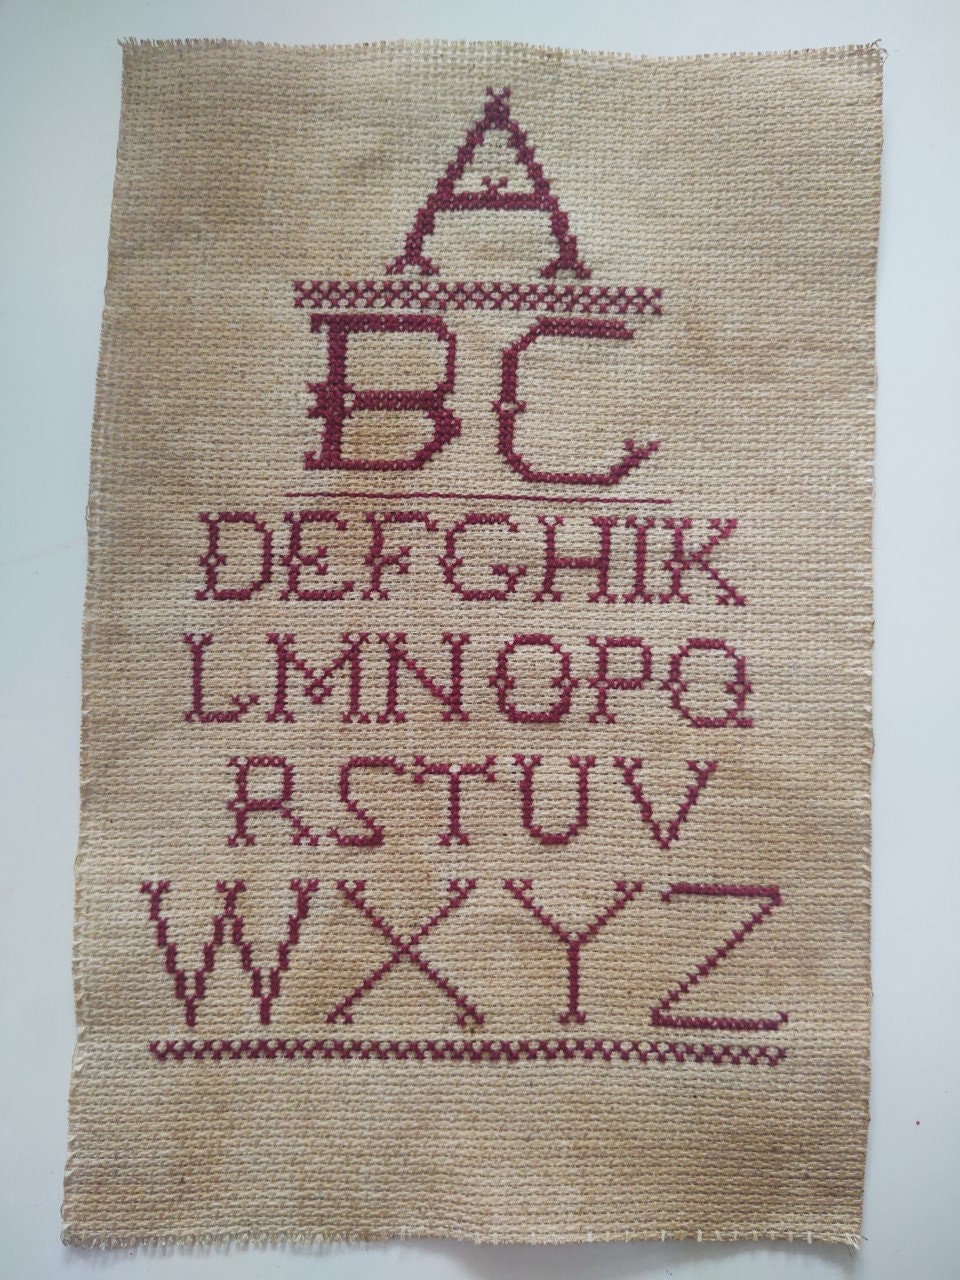 A
BC
DEFGHIK
LMNOPQ
RSTUV
WXYZ